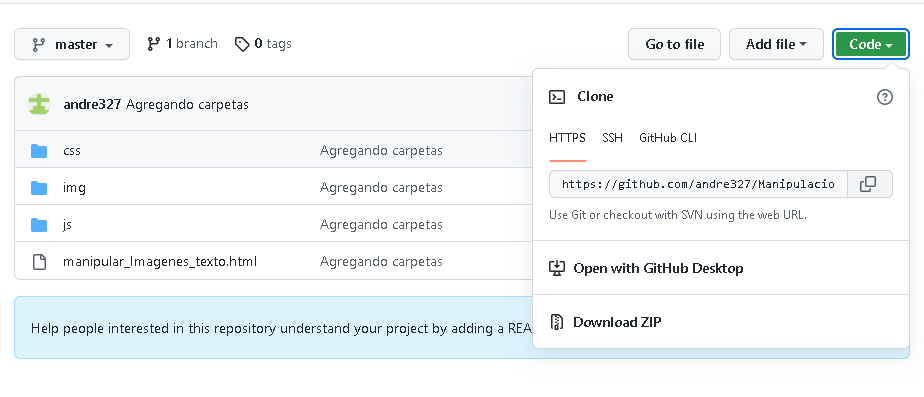 master
1 branch
0 tags
Go to file
Add file
Code
andre327 Agregando carpetas
css Agregando carpetas
img Agregando carpetas
js Agregando carpetas
manipular_Imagenes_texto.html Agregando carpetas
Help people interested in this repository understand your project by adding a REA
Clone
HTTPS SSH GitHub CLI
https://github.com/andre327/Manipulacio
Use Git or checkout with SVN using the web URL.
Open with GitHub Desktop
Download ZIP